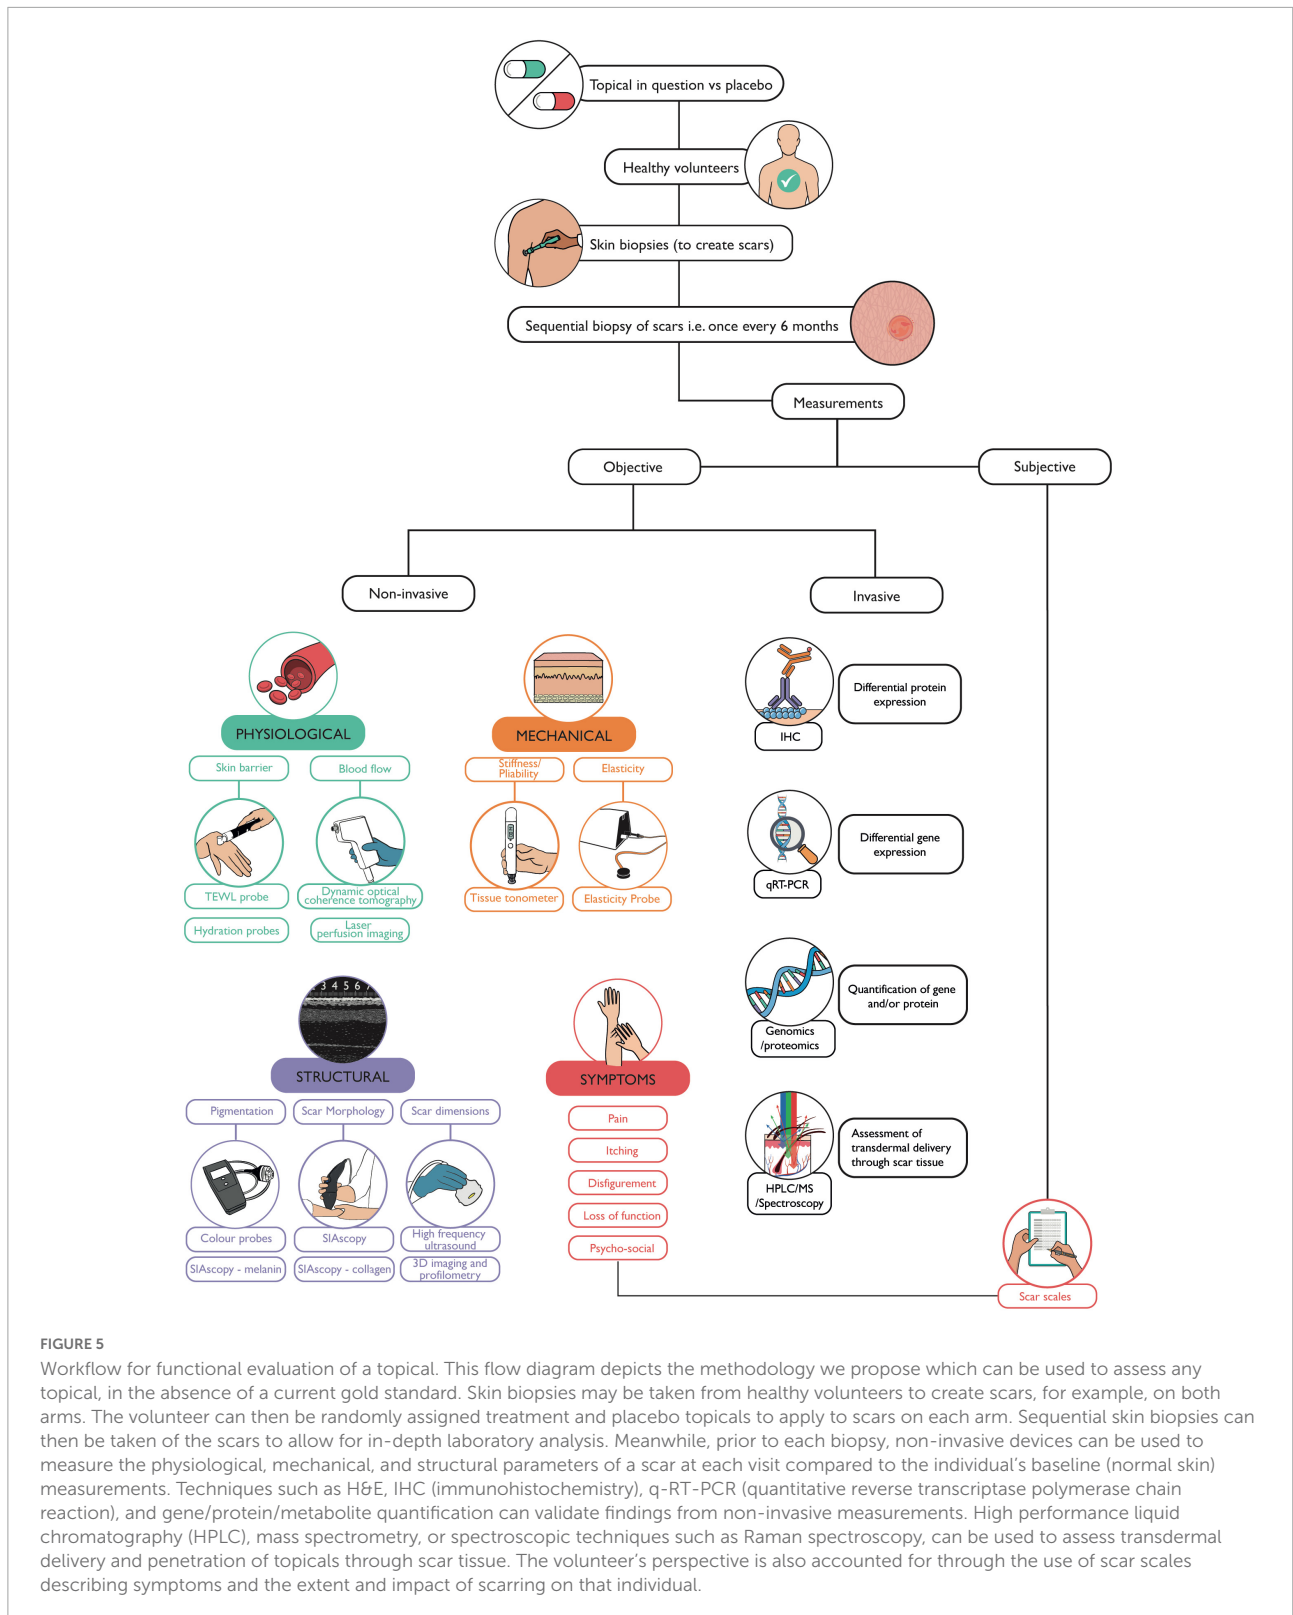 Topical in question vs placebo
Healthy volunteers
Skin biopsies (to create scars)
Sequential biopsy of scars i.e. once every 6 months
Measurements
Objective
Subjective
Non-invasive
Invasive
PHYSIOLOGICAL
Skin barrier
Blood flow
TEWL probe
Dynamic optical
coherence tomography
Hydration probes
Laser
perfusion imaging
MECHANICAL
Stiffness/
Pliability
Elasticity
Tissue tonometer
Elasticity Probe
IHC
Differential protein
expression
qRT-PCR
Differential gene
expression
Genomics
/proteomics
Quantification of gene
and/or protein
HPLC/MS
/Spectroscopy
Assessment of
transdermal delivery
through scar tissue
3 4 5 6
STRUCTURAL
Pigmentation
Scar Morphology
Scar dimensions
Colour probes
SIAscopy
High frequency
ultrasound
SIAscopy - melanin
SIAscopy - collagen
3D imaging and
profilometry
SYMPTOMS
Pain
Itching
Disfigurement
Loss of function
Psycho-social
Scar scales
FIGURE 5
Workflow for functional evaluation of a topical. This flow diagram depicts the methodology we propose which can be used to assess any
topical, in the absence of a current gold standard. Skin biopsies may be taken from healthy volunteers to create scars, for example, on both
arms. The volunteer can then be randomly assigned treatment and placebo topicals to apply to scars on each arm. Sequential skin biopsies can
then be taken of the scars to allow for in-depth laboratory analysis. Meanwhile, prior to each biopsy, non-invasive devices can be used to
measure the physiological, mechanical, and structural parameters of a scar at each visit compared to the individual's baseline (normal skin)
measurements. Techniques such as H&E, IHC (immunohistochemistry), q-RT-PCR (quantitative reverse transcriptase polymerase chain
reaction), and gene/protein/metabolite quantification can validate findings from non-invasive measurements. High performance liquid
chromatography (HPLC), mass spectrometry, or spectroscopic techniques such as Raman spectroscopy, can be used to assess transdermal
delivery and penetration of topicals through scar tissue. The volunteer's perspective is also accounted for through the use of scar scales
describing symptoms and the extent and impact of scarring on that individual.